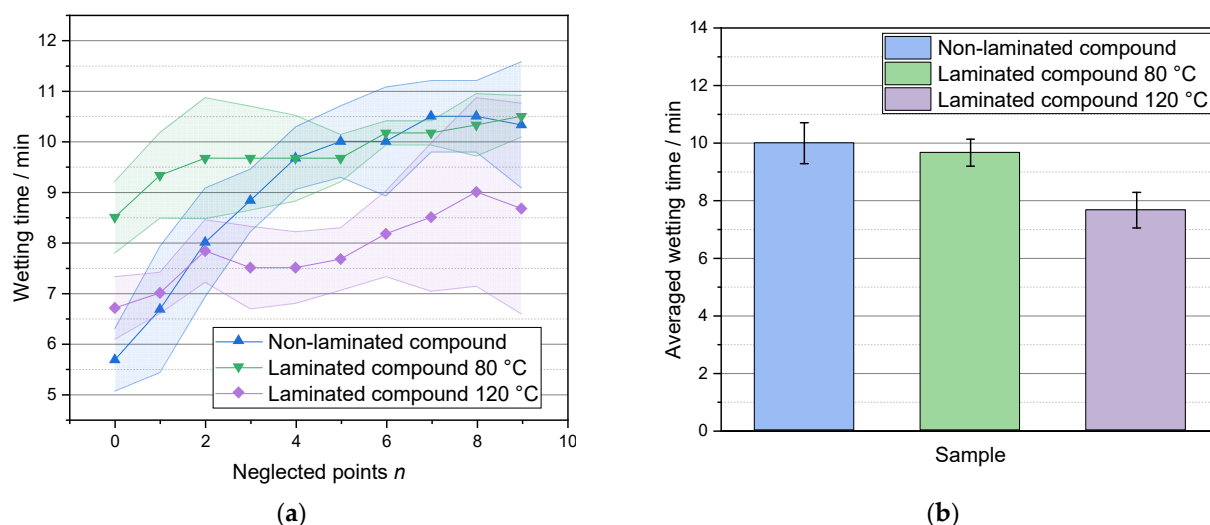 12
11
10
9
8
7
6
5
Wetting time / min
Non-laminated compound
Laminated compound 80 °C
Laminated compound 120 °C
0 2 4 6 8 10
Neglected points n
(a)
14
12
10
8
6
4
2
0
Averaged wetting time / min
Non-laminated compound
Laminated compound 80 °C
Laminated compound 120 °C
Sample
(b)